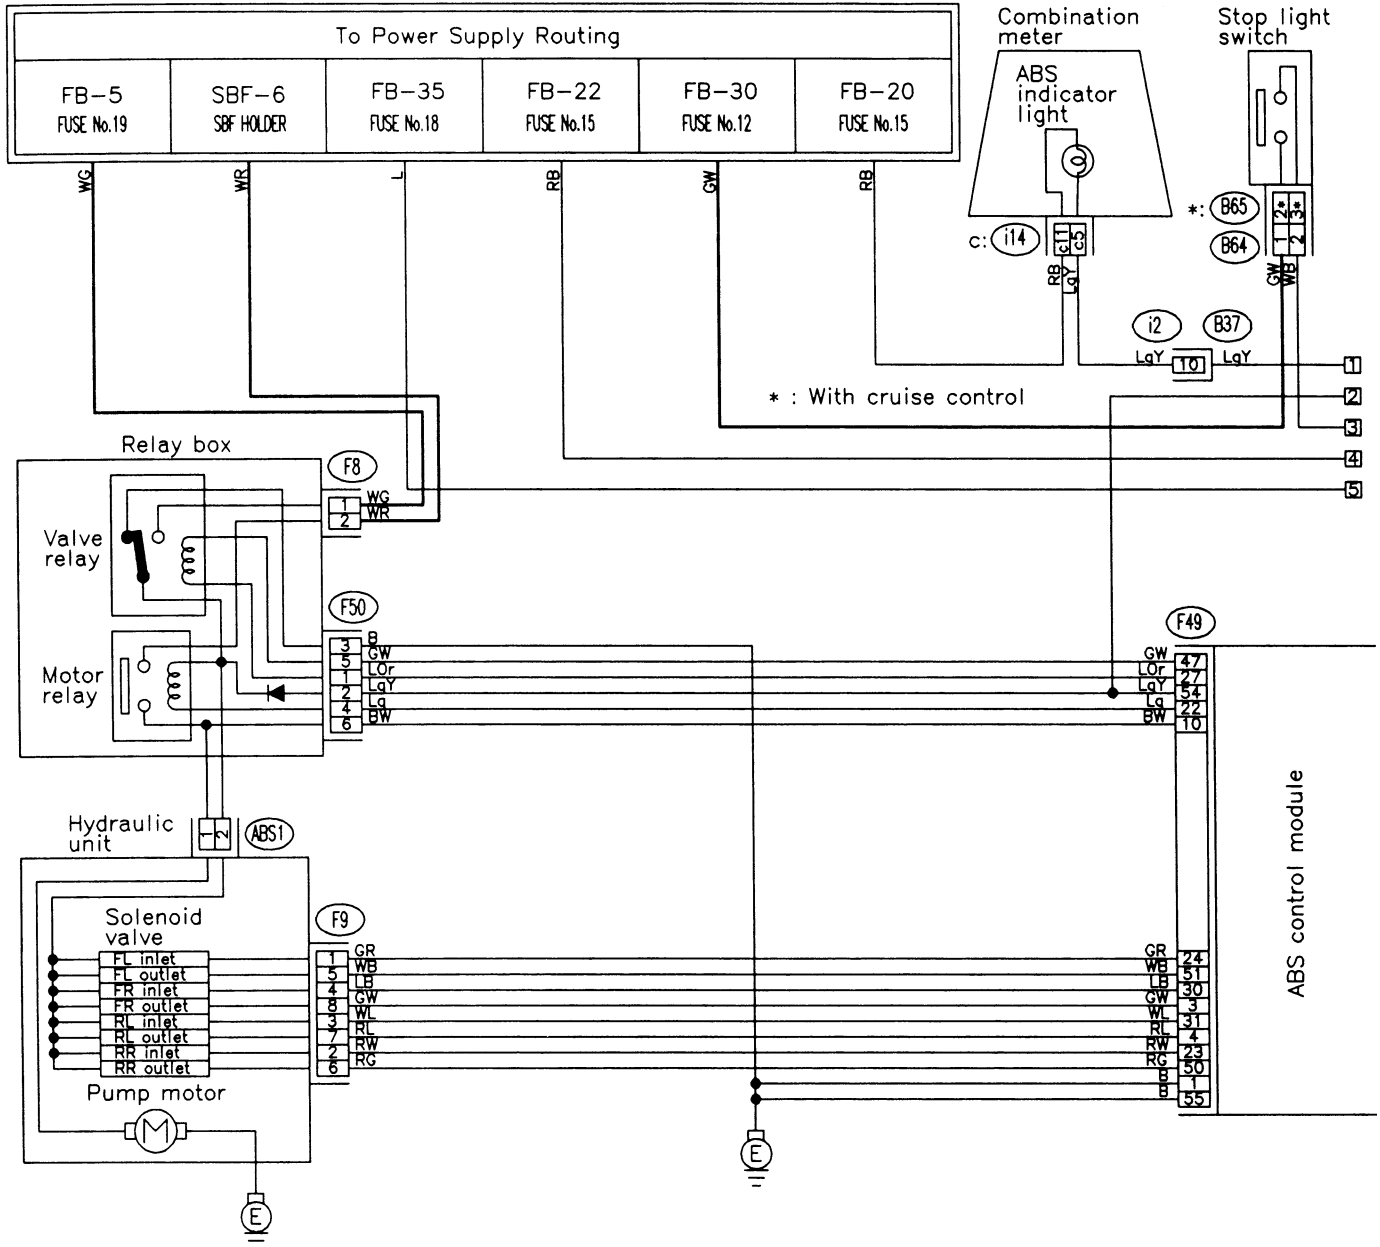 To Power Supply Routing
FB-5
FUSE No.19
SBF-6
SBF HOLDER
FB-35
FUSE No.18
FB-22
FUSE No.15
FB-30
FUSE No.12
FB-20
FUSE No.15
WG
WR
L
RB
GW
RB
Combination
meter
ABS
indicator
light
c: i14
c11
c5
RB
LgY
Stop light
switch
*: B65
B64
2*
3*
1
2
GW
WB
i2
B37
LgY
10
LgY
1
2
3
4
5
* : With cruise control
Relay box
Valve
relay
Motor
relay
F8
1 WG
2 WR
F50
3 B
5 GW
1 LOr
2 LgY
4 Lg
6 BW
F49
GW 47
LOr 27
LgY 54
Lg 22
BW 10
ABS control module
Hydraulic
unit
1
2
ABS1
Solenoid
valve
FL inlet
FL outlet
FR inlet
FR outlet
RL inlet
RL outlet
RR inlet
RR outlet
F9
1 GR
5 WB
4 LB
8 GW
3 WL
7 RL
2 RW
6 RG
GR 24
WB 51
LB 30
GW 3
WL 31
RL 4
RW 23
RG 50
B 1
B 55
Pump motor
M
E
E